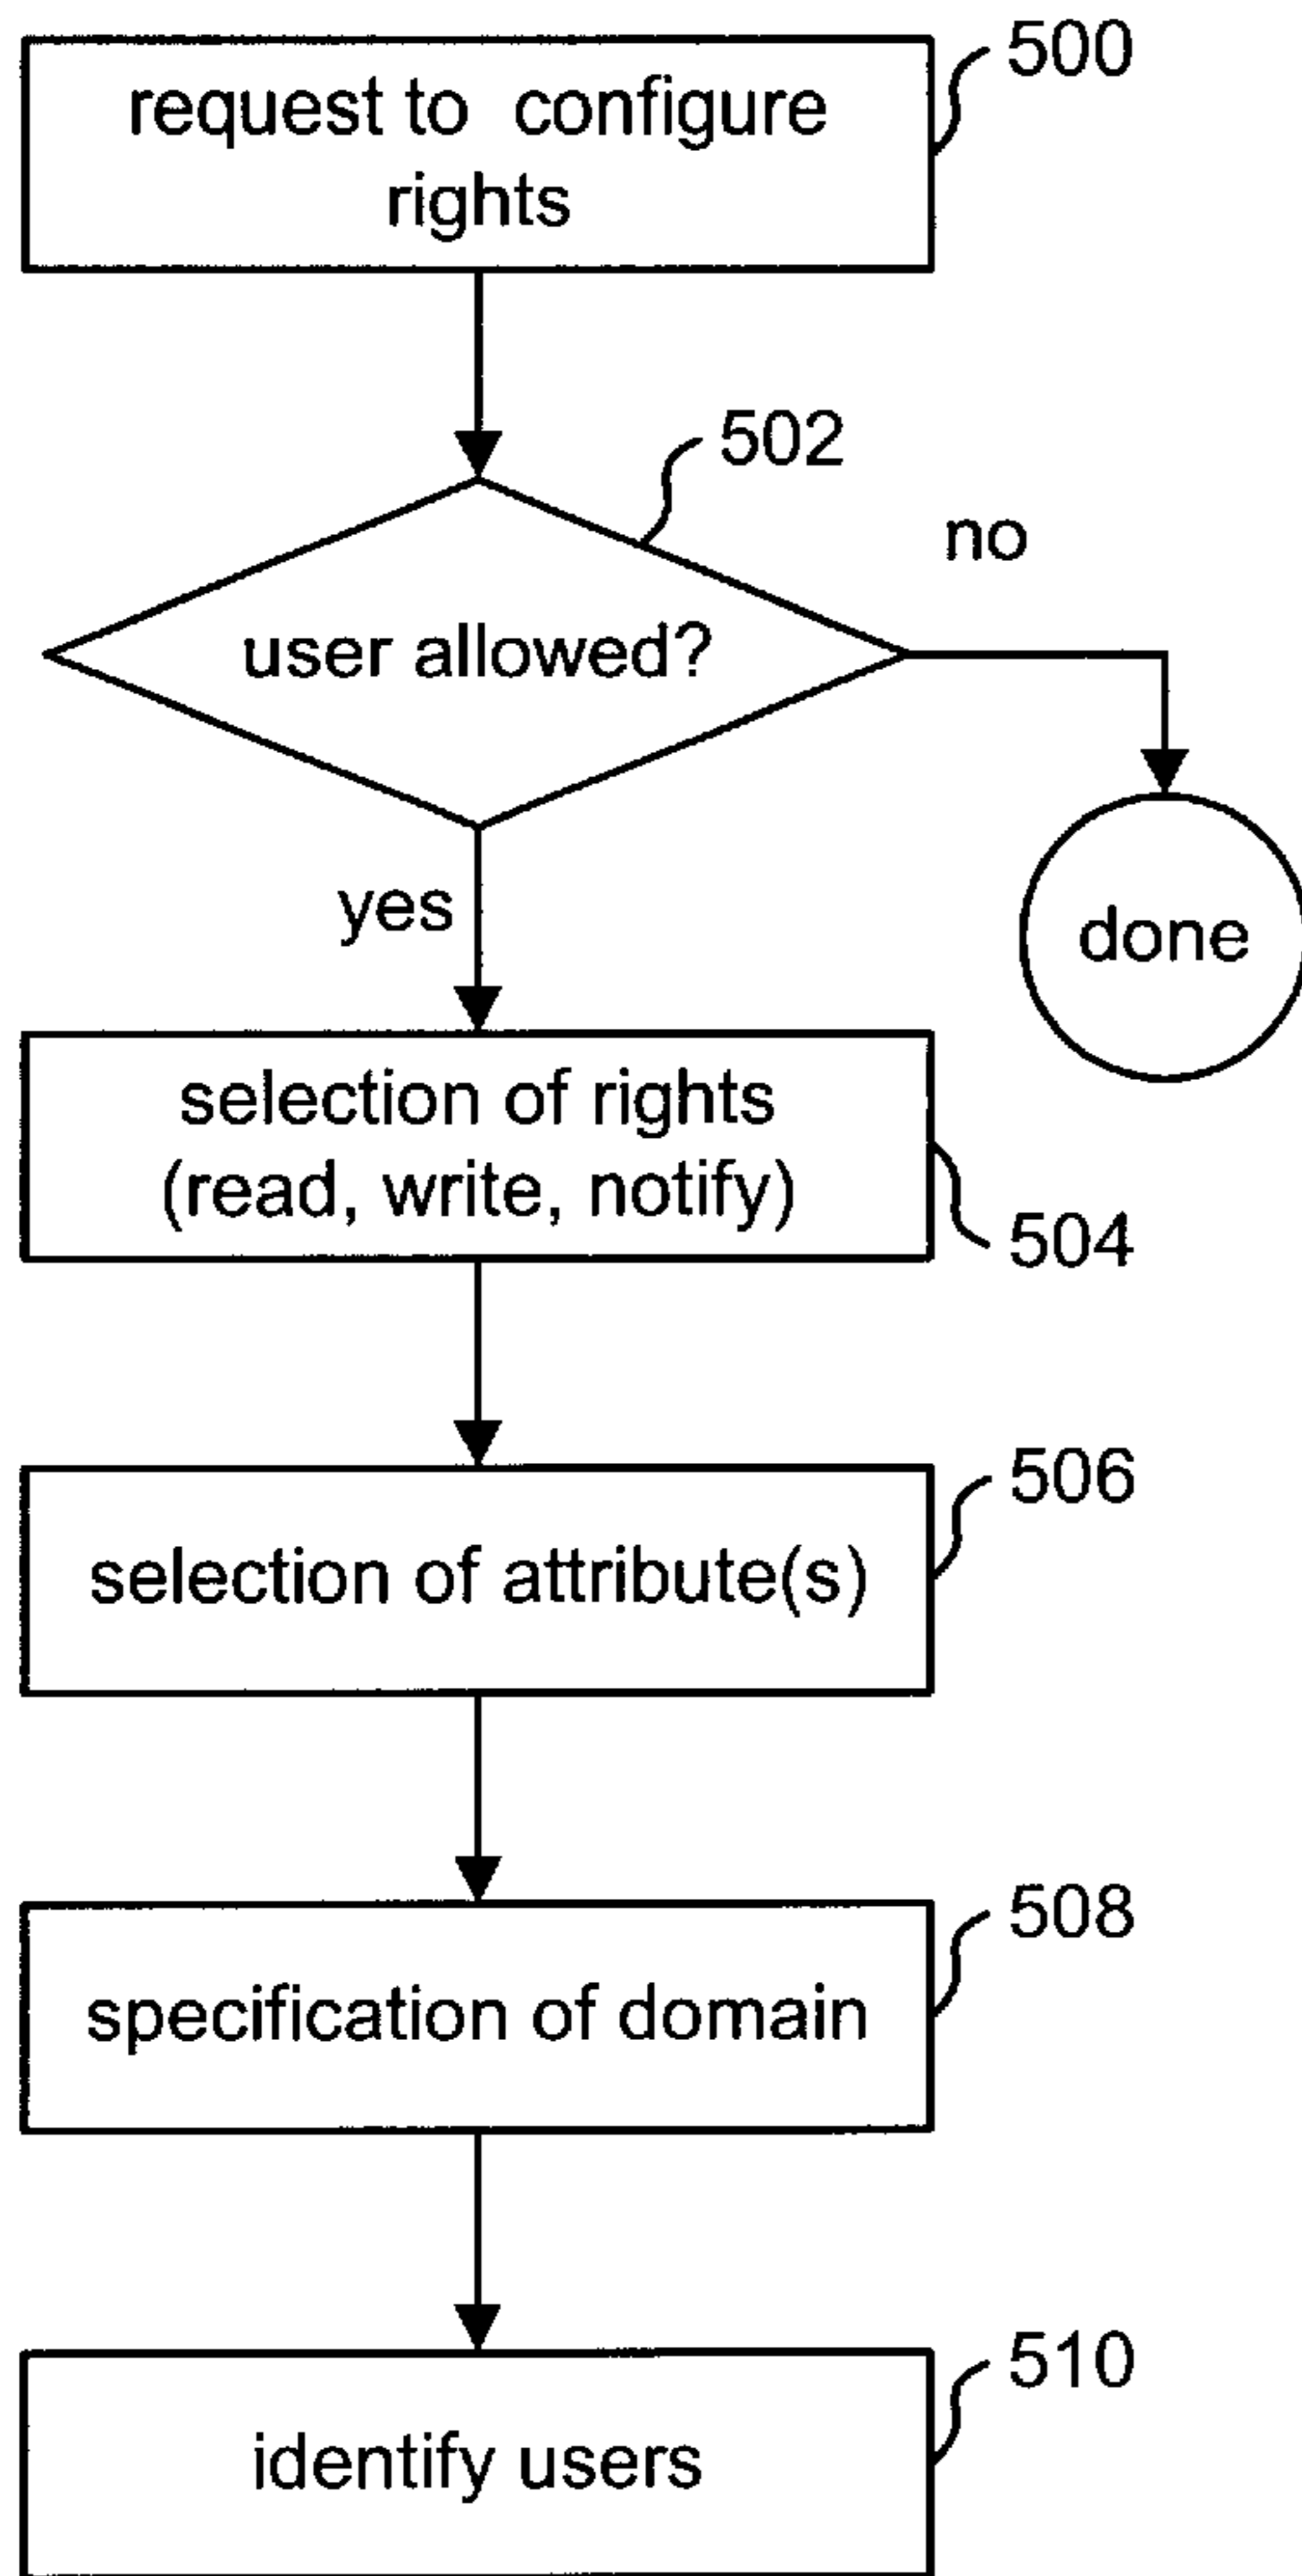 500
request to configure
rights
502
no
user allowed?
yes
done
selection of rights
(read, write, notify)
504
506
selection of attribute(s)
508
specification of domain
510
identify users